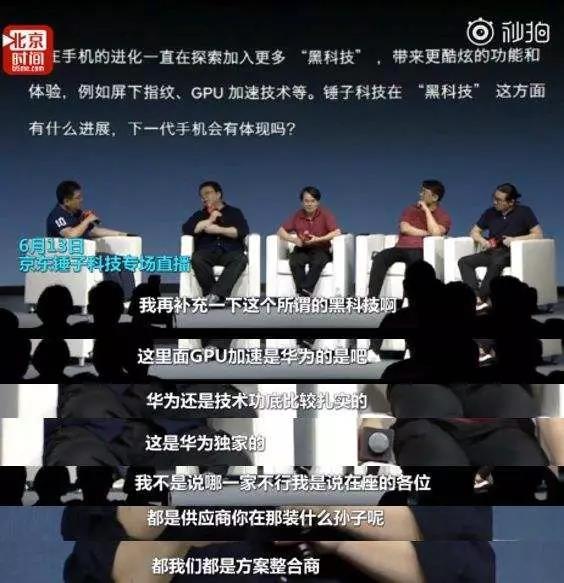 北京
时间
btime.com
秒拍
在手机的进化一直在探索加入更多“黑科技”，带来更酷炫的功能和
体验，例如屏下指纹、GPU 加速技术等。锤子科技在“黑科技”这方面
有什么进展，下一代手机会有体现吗？
6月13日
京东锤子科技专场直播
我再补充一下这个所谓的黑科技啊
这里面GPU加速是华为的是吧
华为还是技术功底比较扎实的
这是华为独家的
我不是说哪一家不行我是说在座的各位
都是供应商你在那装什么孙子呢
都我们都是方案整合商